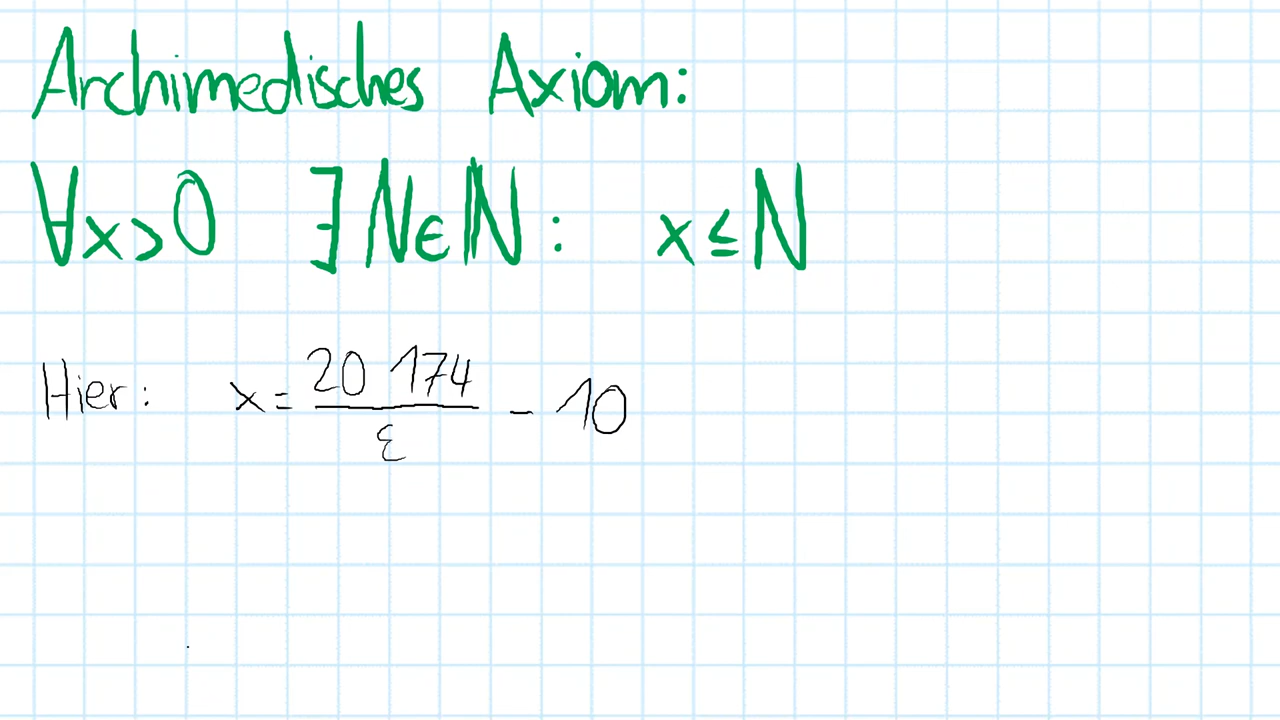 Archimedisches Axiom:
∀x>0 ∃N∈ℕ: x≤N
Hier: x = 20 174 / ε - 10